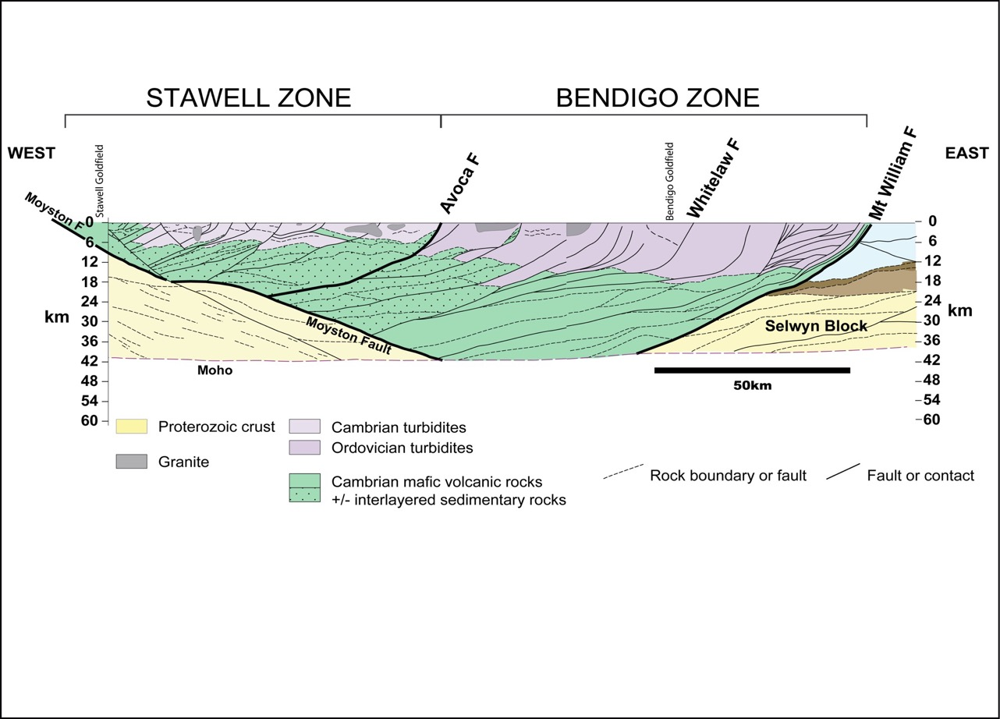 STAWELL ZONE
BENDIGO ZONE
WEST
EAST
Moyston F
Stawell Goldfield
Avoca F
Bendigo Goldfield
Whitelaw F
Mt William F
0
6
12
18
24
30
36
42
48
54
60
km
0
6
12
18
24
30
36
42
48
54
60
km
Moyston Fault
Selwyn Block
Moho
50km
Proterozoic crust
Granite
Cambrian turbidites
Ordovician turbidites
Cambrian mafic volcanic rocks
+/- interlayered sedimentary rocks
Rock boundary or fault
Fault or contact